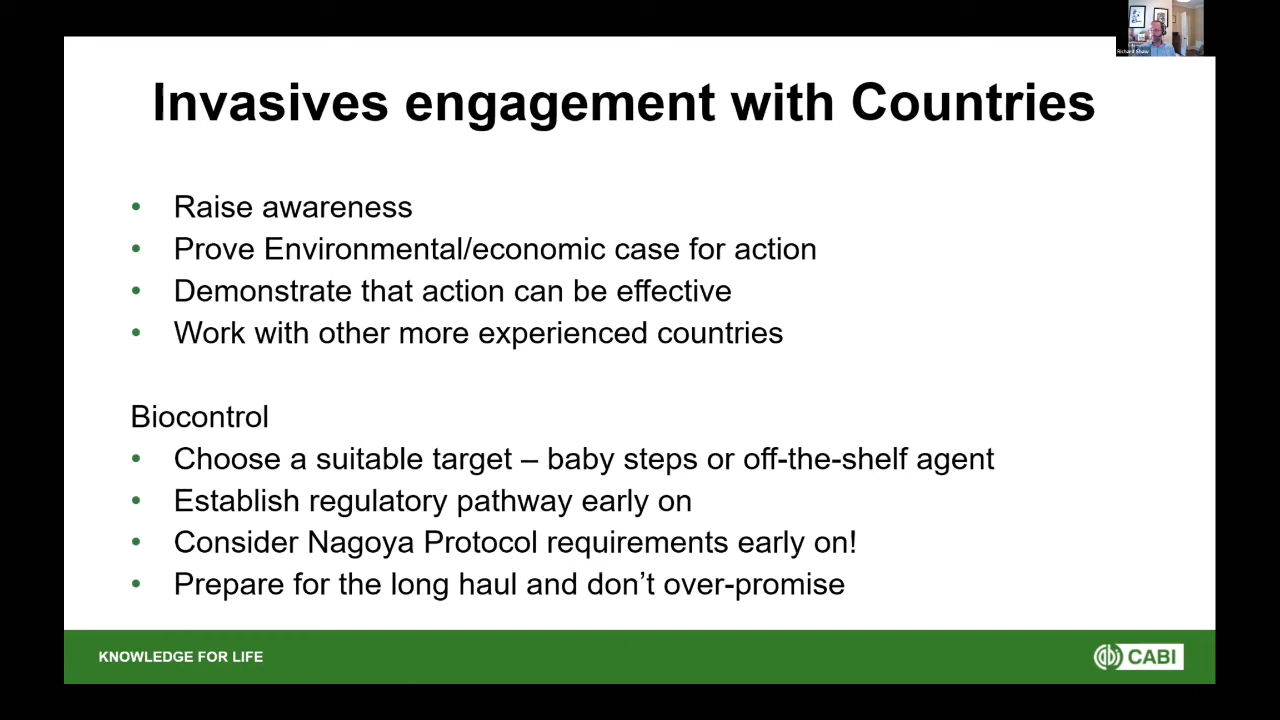 Richard Shaw
Invasives engagement with Countries
• Raise awareness
• Prove Environmental/economic case for action
• Demonstrate that action can be effective
• Work with other more experienced countries
Biocontrol
• Choose a suitable target – baby steps or off-the-shelf agent
• Establish regulatory pathway early on
• Consider Nagoya Protocol requirements early on!
• Prepare for the long haul and don’t over-promise
KNOWLEDGE FOR LIFE
CABI